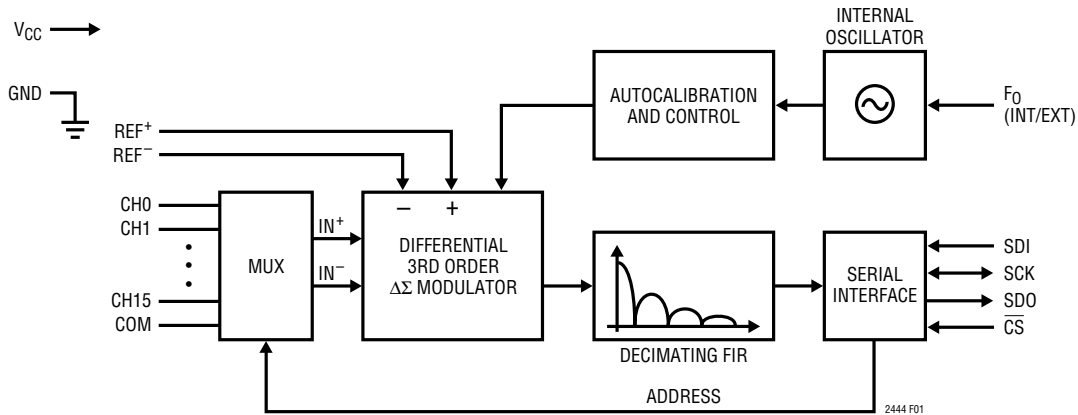 VCC
GND
REF+
REF−
CH0
CH1
CH15
COM
MUX
IN+
IN−
− +
DIFFERENTIAL
3RD ORDER
ΔΣ MODULATOR
AUTOCALIBRATION
AND CONTROL
INTERNAL
OSCILLATOR
FO
(INT/EXT)
DECIMATING FIR
SERIAL
INTERFACE
SDI
SCK
SDO
C̅S̅
ADDRESS
2444 F01